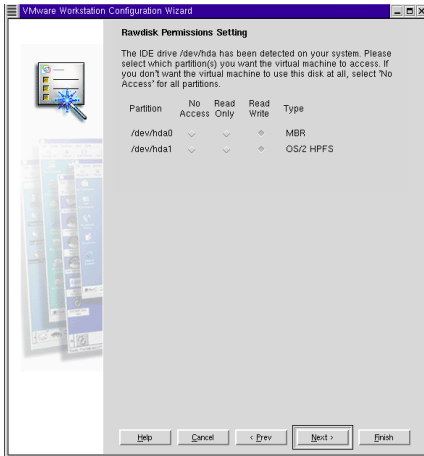 VMware Workstation Configuration Wizard
Rawdisk Permissions Setting
The IDE drive /dev/hda has been detected on your system. Please
select which partition(s) you want the virtual machine to access. If
you don't want the virtual machine to use this disk at all, select 'No
Access' for all partitions.
Partition No Access Read Only Read Write Type
/dev/hda0 MBR
/dev/hda1 OS/2 HPFS
Help Cancel < Prev Next > Finish